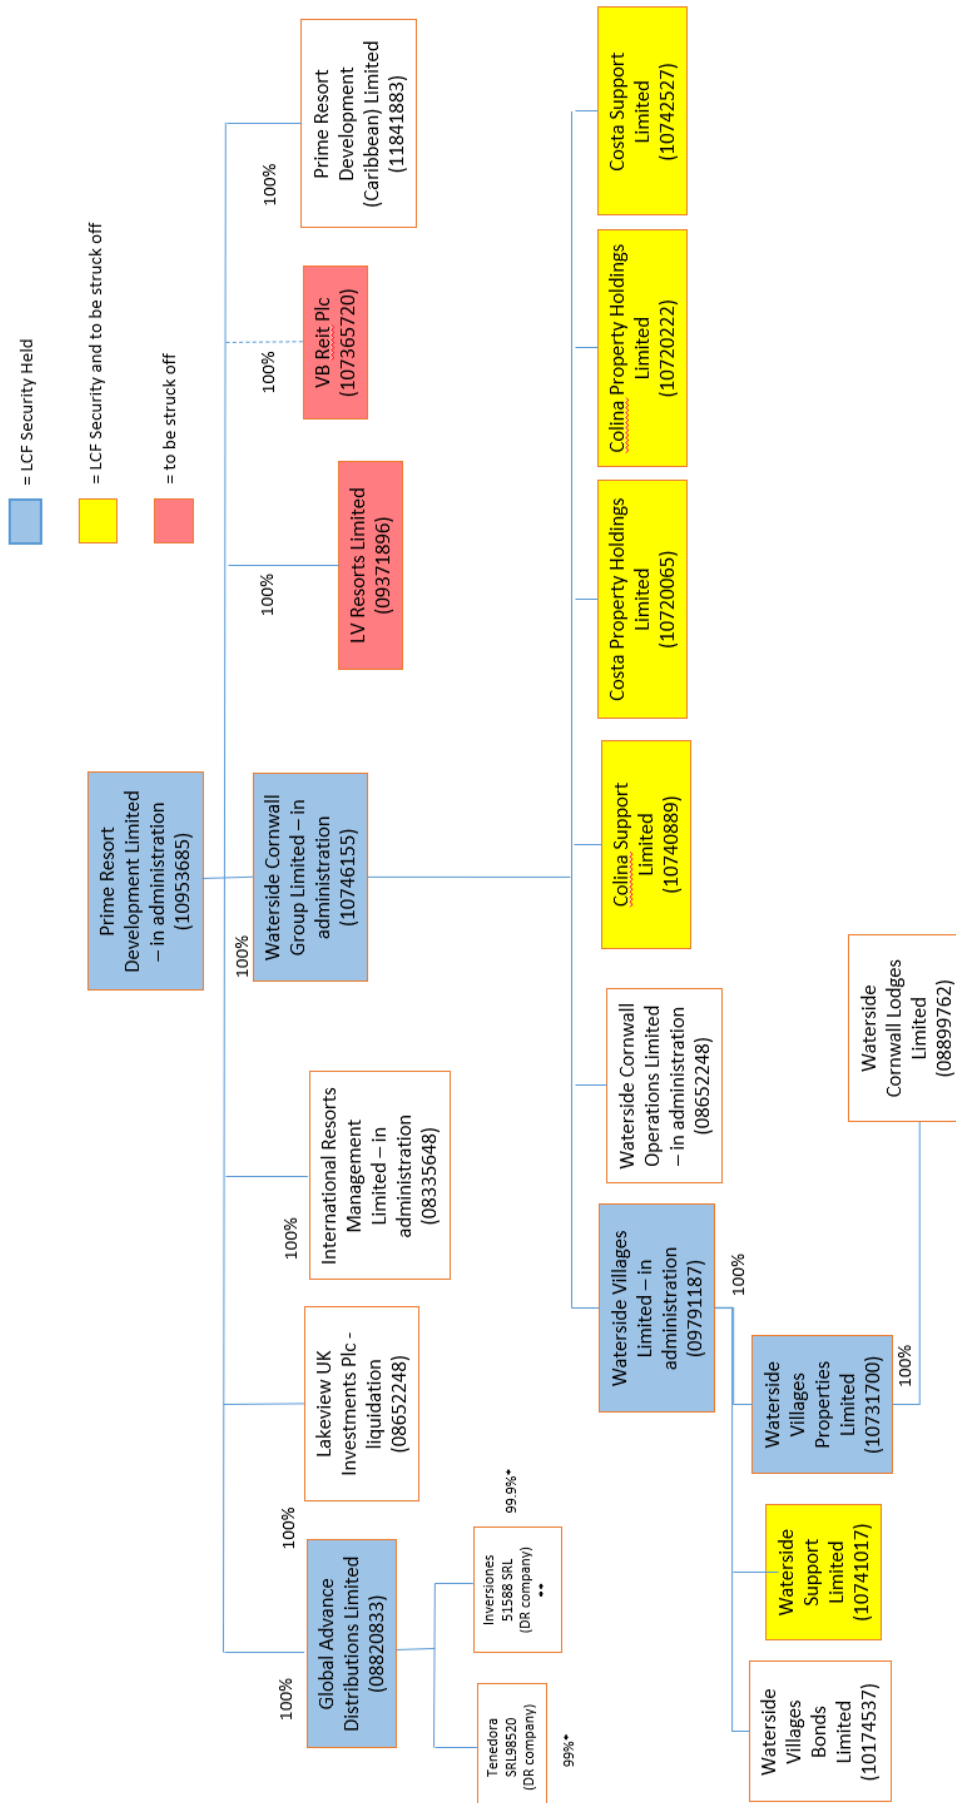 = LCF Security Held
= LCF Security and to be struck off
= to be struck off
Prime Resort
Development Limited
– in administration
(10953685)
100%
100%
100%
100%
100%
100%
100%
Global Advance
Distributions Limited
(08820833)
Lakeview UK
Investments Plc -
liquidation
(08652248)
International Resorts
Management
Limited – in
administration
(08335648)
Waterside Cornwall
Group Limited – in
administration
(10746155)
LV Resorts Limited
(09371896)
VB Reit Plc
(107365720)
Prime Resort
Development
(Caribbean) Limited
(11841883)
Tenedora
SRL98520
(DR company)
99%*
Inversiones
51588 SRL
(DR company)
**
99.9%*
Waterside Villages
Limited – in
administration
(09791187)
Waterside Cornwall
Operations Limited
– in administration
(08652248)
Colina Support
Limited
(10740889)
Costa Property Holdings
Limited
(10720065)
Colina Property Holdings
Limited
(10720222)
Costa Support
Limited
(10742527)
100%
Waterside
Villages
Bonds
Limited
(10174537)
Waterside
Support
Limited
(10741017)
Waterside
Villages
Properties
Limited
(10731700)
100%
Waterside
Cornwall Lodges
Limited
(08899762)